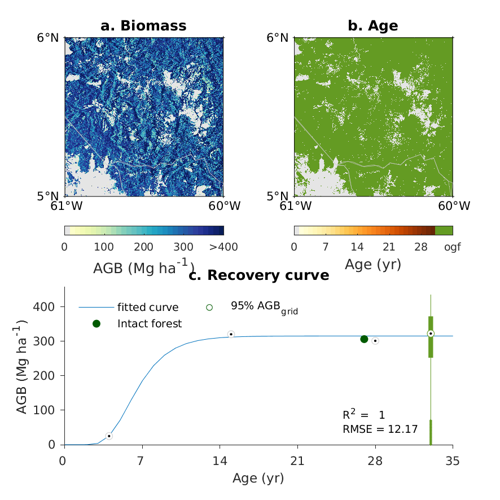 a. Biomass
b. Age
6°N
5°N
61°W
60°W
6°N
5°N
61°W
60°W
0 100 200 300 >400
AGB (Mg ha⁻¹)
0 7 14 21 28 ogf
Age (yr)
c. Recovery curve
AGB (Mg ha⁻¹)
400
300
200
100
0
fitted curve
Intact forest
95% AGB_grid
R² = 1
RMSE = 12.17
0 7 14 21 28 35
Age (yr)